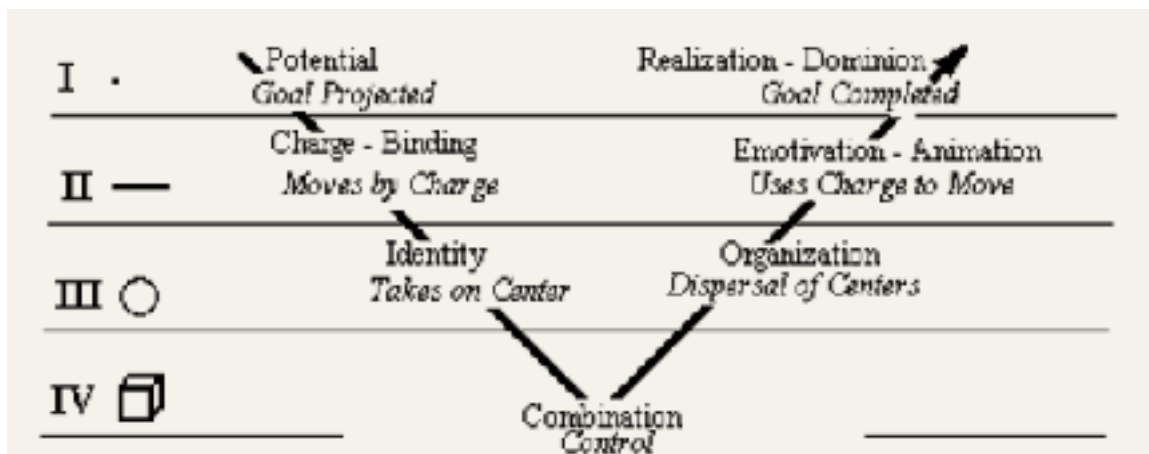 I Potential Realization - Dominion
Goal Projected Goal Completed
Charge - Binding Emotivation - Animation
II Moves by Charge Uses Charge to Move
Identity Organization
III Takes on Center Dispersal of Centers
IV Combination
Control